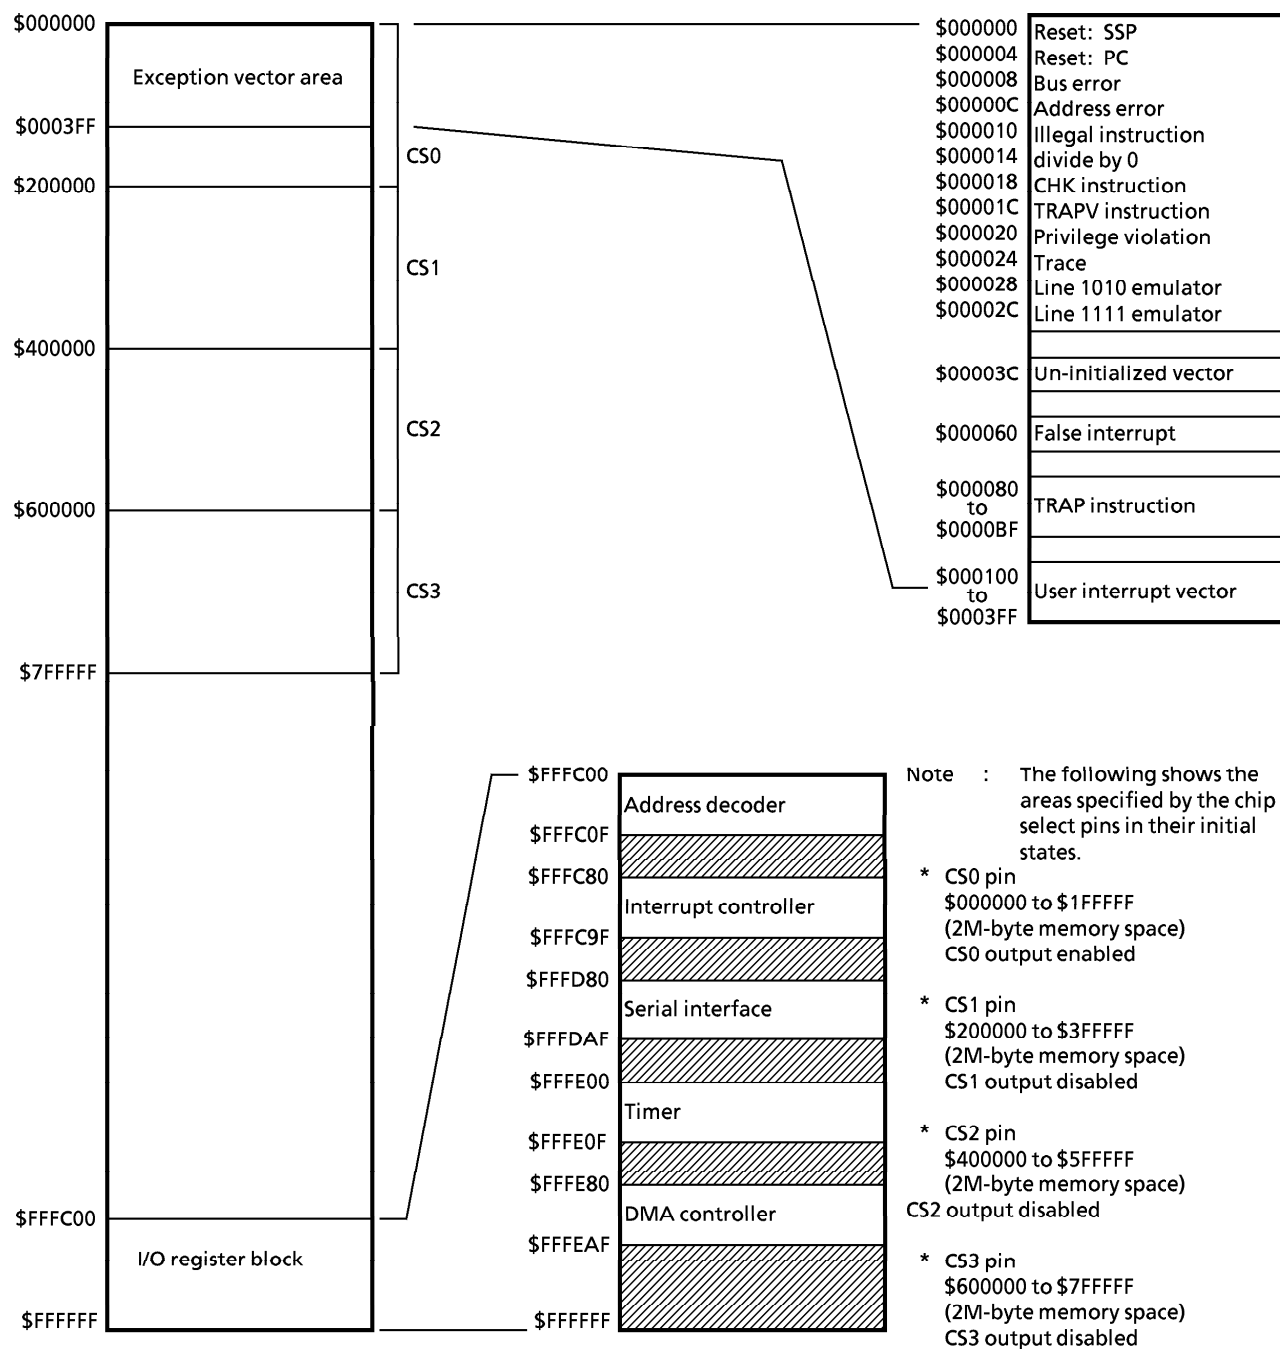 $000000
Exception vector area
$0003FF
CS0
$200000
CS1
$400000
CS2
$600000
CS3
$7FFFFF
$FFFC00
I/O register block
$FFFFFF
$000000 Reset: SSP
$000004 Reset: PC
$000008 Bus error
$00000C Address error
$000010 Illegal instruction
$000014 divide by 0
$000018 CHK instruction
$00001C TRAPV instruction
$000020 Privilege violation
$000024 Trace
$000028 Line 1010 emulator
$00002C Line 1111 emulator
$00003C Un-initialized vector
$000060 False interrupt
$000080
to
$0000BF
TRAP instruction
$000100
to
$0003FF
User interrupt vector
$FFFC00
Address decoder
$FFFC0F
$FFFC80
Interrupt controller
$FFFC9F
$FFFD80
Serial interface
$FFFDAF
$FFFE00
Timer
$FFFE0F
$FFFE80
DMA controller
$FFFEAF
$FFFFFF
Note : The following shows the
areas specified by the chip
select pins in their initial
states.
* CS0 pin
$000000 to $1FFFFF
(2M-byte memory space)
CS0 output enabled
* CS1 pin
$200000 to $3FFFFF
(2M-byte memory space)
CS1 output disabled
* CS2 pin
$400000 to $5FFFFF
(2M-byte memory space)
CS2 output disabled
* CS3 pin
$600000 to $7FFFFF
(2M-byte memory space)
CS3 output disabled